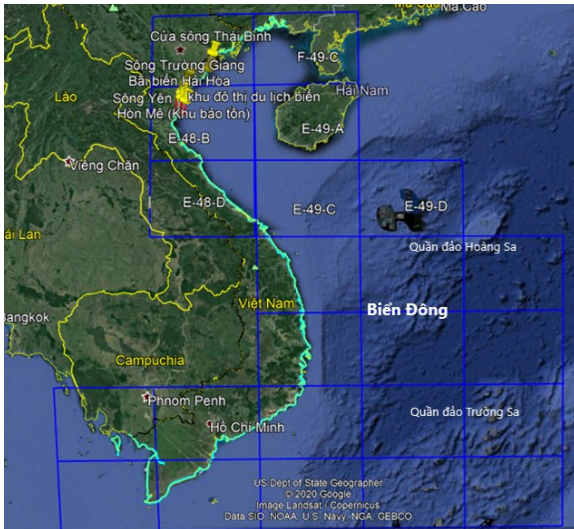 Ma Cao Ma Cao
Cửa sông Thái Bình
F-49-C
Sông Trường Giang
Bãi biển Hải Hòa
Hải Nam
Sông Yên khu đô thị du lịch biển
Lào
Hòn Mê (Khu bảo tồn)
E-49-A
E-48-B
Viêng Chăn
E-48-D
E-49-C
E-49-D
ái Lan
Quần đảo Hoàng Sa
Việt Nam
Biển Đông
Bangkok
Campuchia
Phnom Penh
Quần đảo Trường Sa
Hồ Chí Minh
US Dept of State Geographer
© 2020 Google
Image Landsat / Copernicus
Data SIO, NOAA, U.S. Navy, NGA, GEBCO